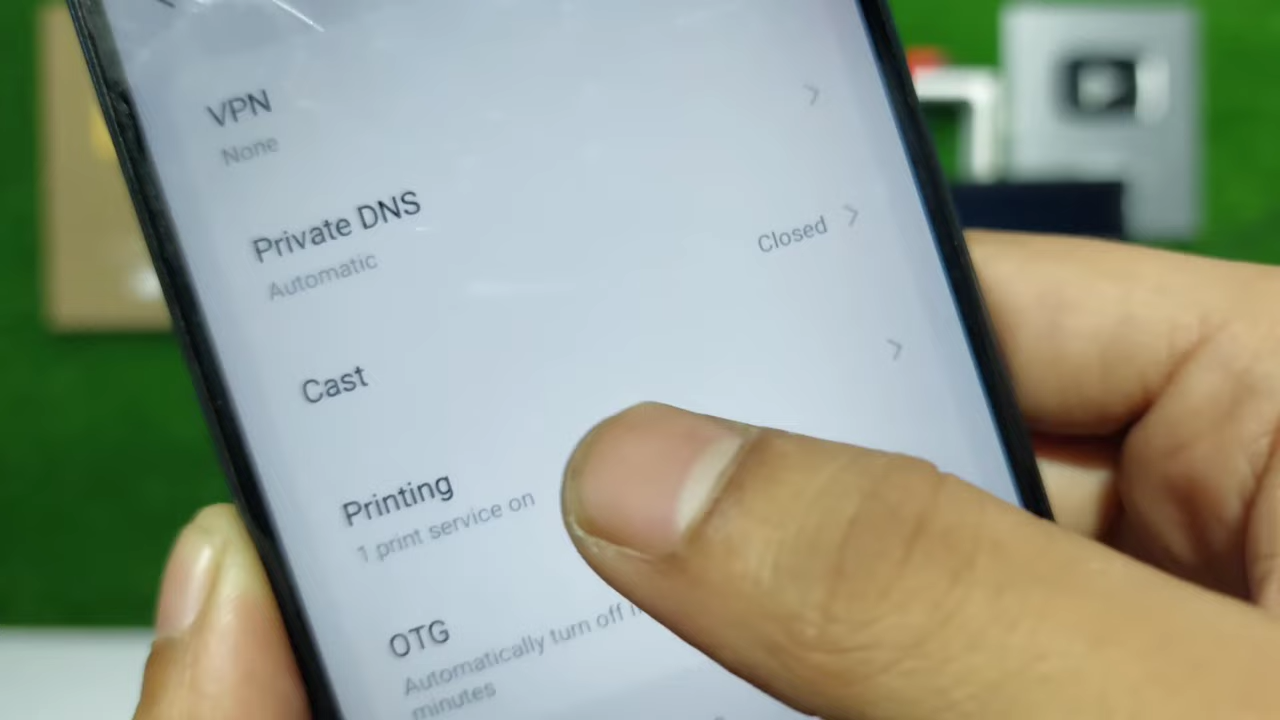 VPN
None
Private DNS
Automatic
Closed
Cast
Printing
1 print service on
OTG
Automatically turn off
minutes